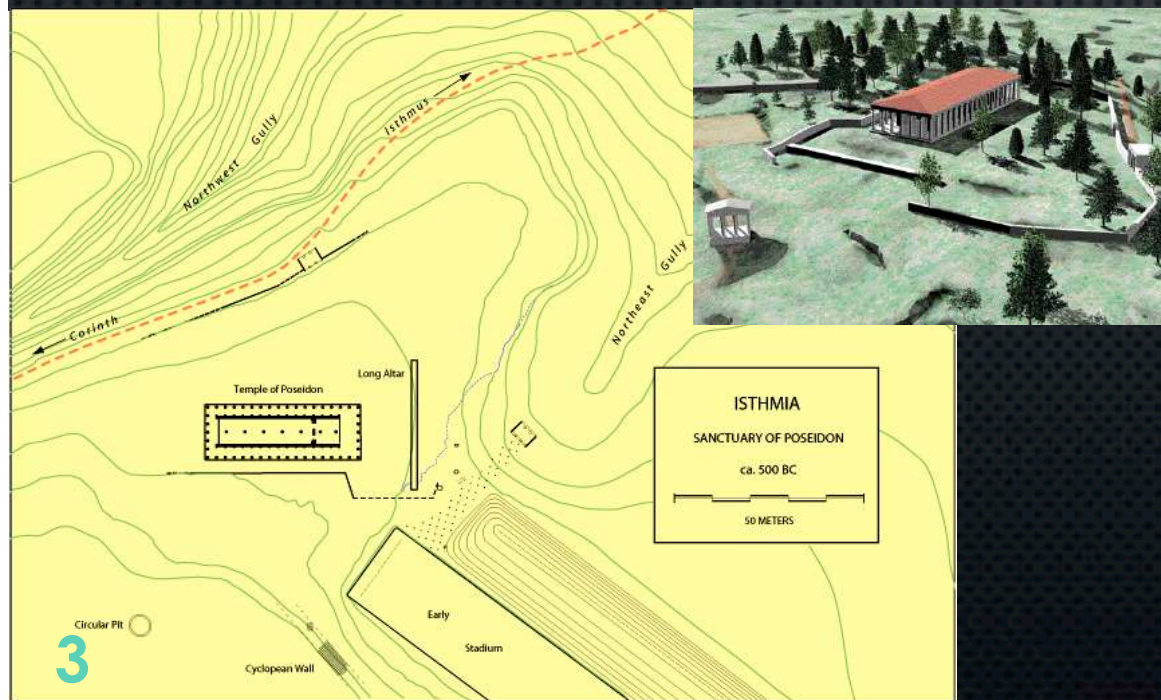 Northwest Gully
Isthmus
Corinth
Northeast Gully
Long Altar
Temple of Poseidon
ISTHMIA
SANCTUARY OF POSEIDON
ca. 500 BC
50 METERS
Early
Stadium
Circular Pit
Cyclopean Wall
3